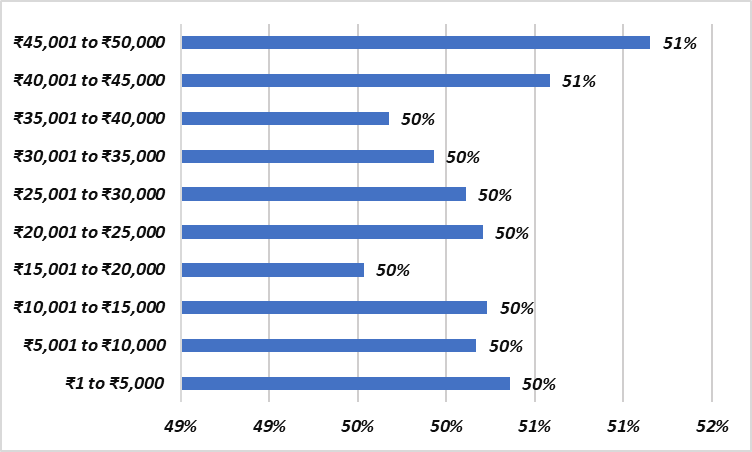 ₹45,001 to ₹50,000 51%
₹40,001 to ₹45,000 51%
₹35,001 to ₹40,000 50%
₹30,001 to ₹35,000 50%
₹25,001 to ₹30,000 50%
₹20,001 to ₹25,000 50%
₹15,001 to ₹20,000 50%
₹10,001 to ₹15,000 50%
₹5,001 to ₹10,000 50%
₹1 to ₹5,000 50%
49% 49% 50% 50% 51% 51% 52%